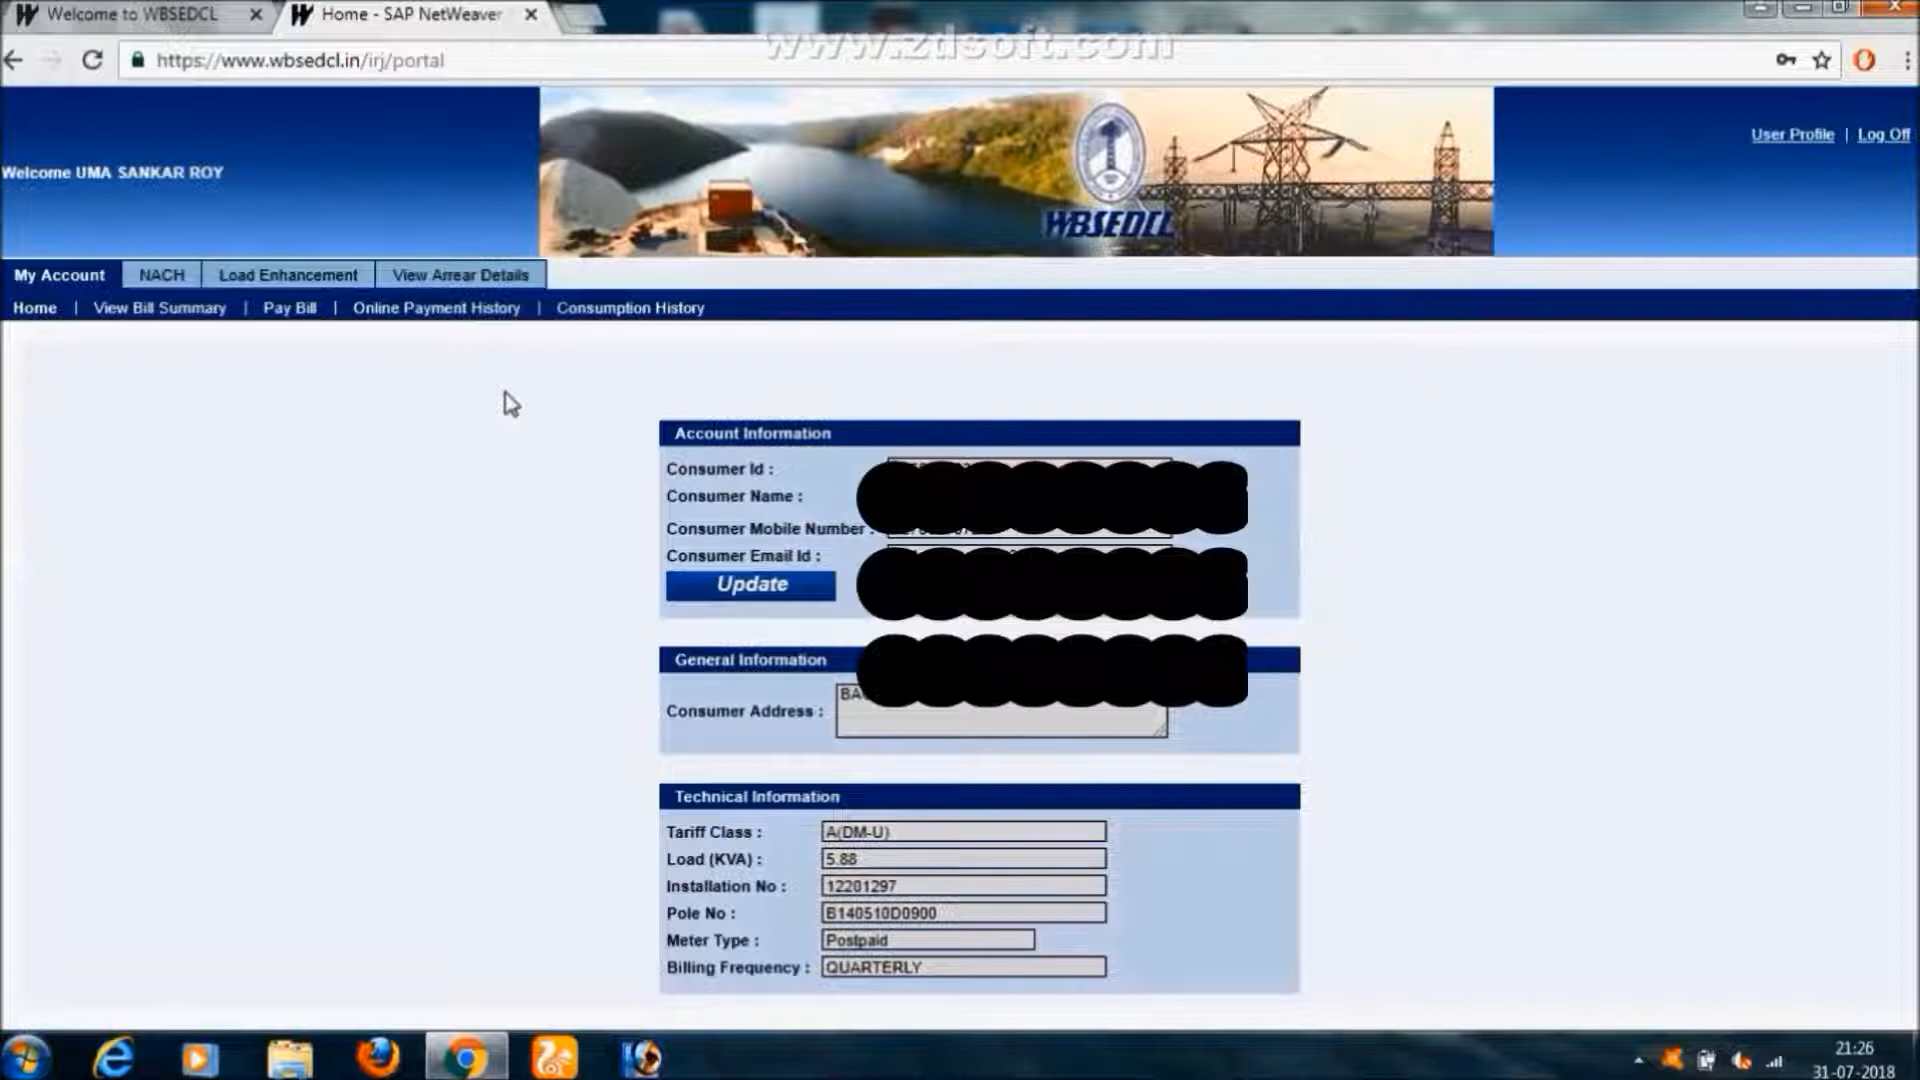 Welcome to WBSEDCL
Home - SAP NetWeaver
www.zdsoft.com
https://www.wbsedcl.in/irj/portal
User Profile | Log Off
Welcome UMA SANKAR ROY
WBSEDCL
My Account NACH Load Enhancement View Arrear Details
Home | View Bill Summary | Pay Bill | Online Payment History | Consumption History
Account Information
Consumer Id :
Consumer Name :
Consumer Mobile Number :
Consumer Email Id :
Update
General Information
Consumer Address :
Technical Information
Tariff Class : A(DM-U)
Load (KVA) : 5.88
Installation No : 12201297
Pole No : B140510D0900
Meter Type : Postpaid
Billing Frequency : QUARTERLY
21:26
31-07-2018